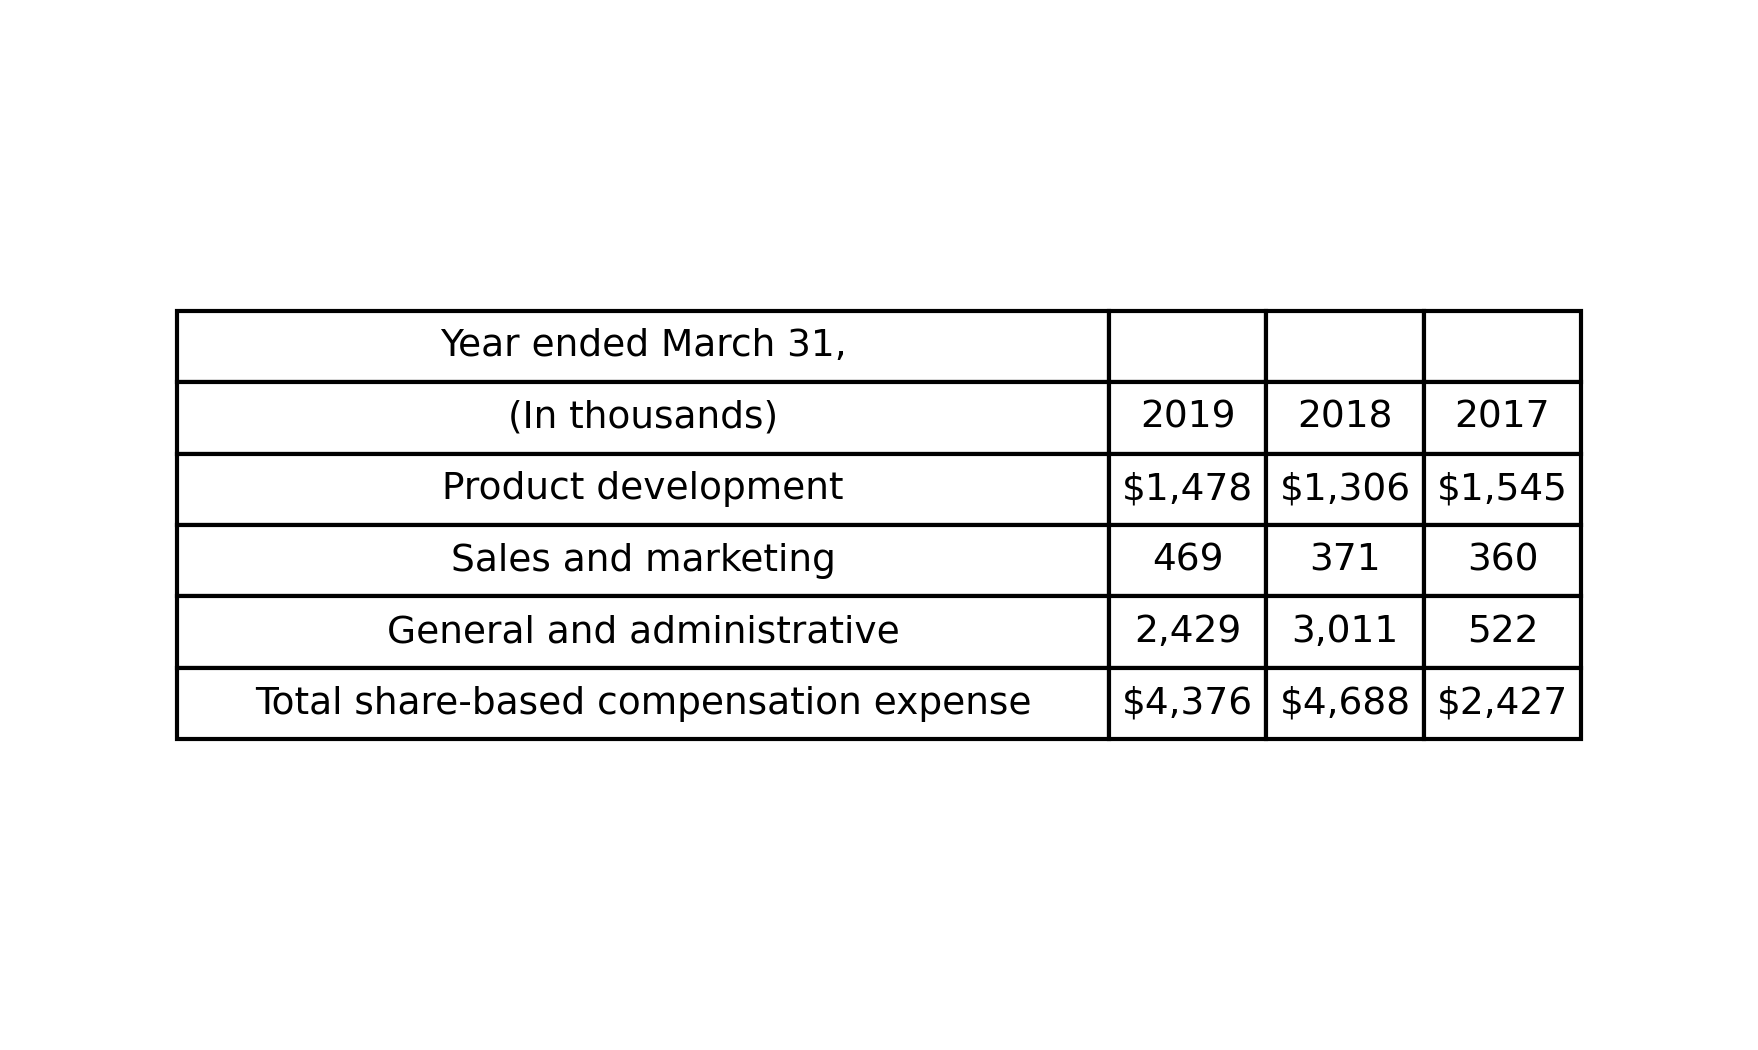 Year ended March 31,
(In thousands) 2019 2018 2017
Product development $1,478 $1,306 $1,545
Sales and marketing 469 371 360
General and administrative 2,429 3,011 522
Total share-based compensation expense $4,376 $4,688 $2,427